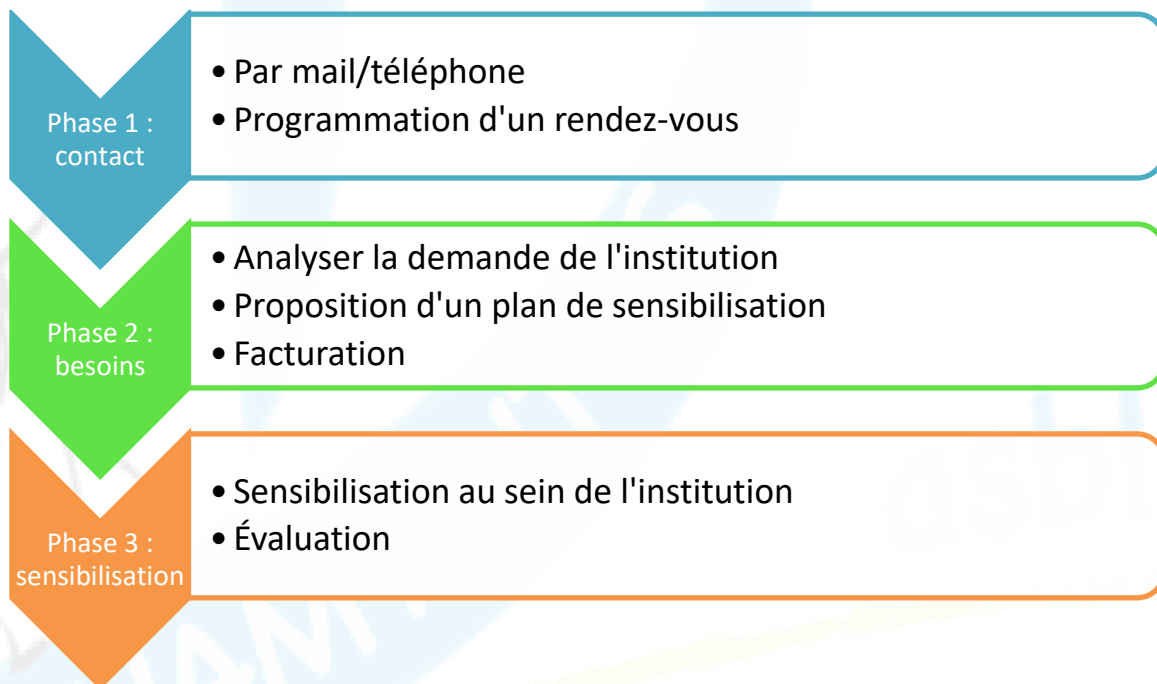 Phase 1 :
contact
• Par mail/téléphone
• Programmation d'un rendez-vous
Phase 2 :
besoins
• Analyser la demande de l'institution
• Proposition d'un plan de sensibilisation
• Facturation
Phase 3 :
sensibilisation
• Sensibilisation au sein de l'institution
• Évaluation
asbl